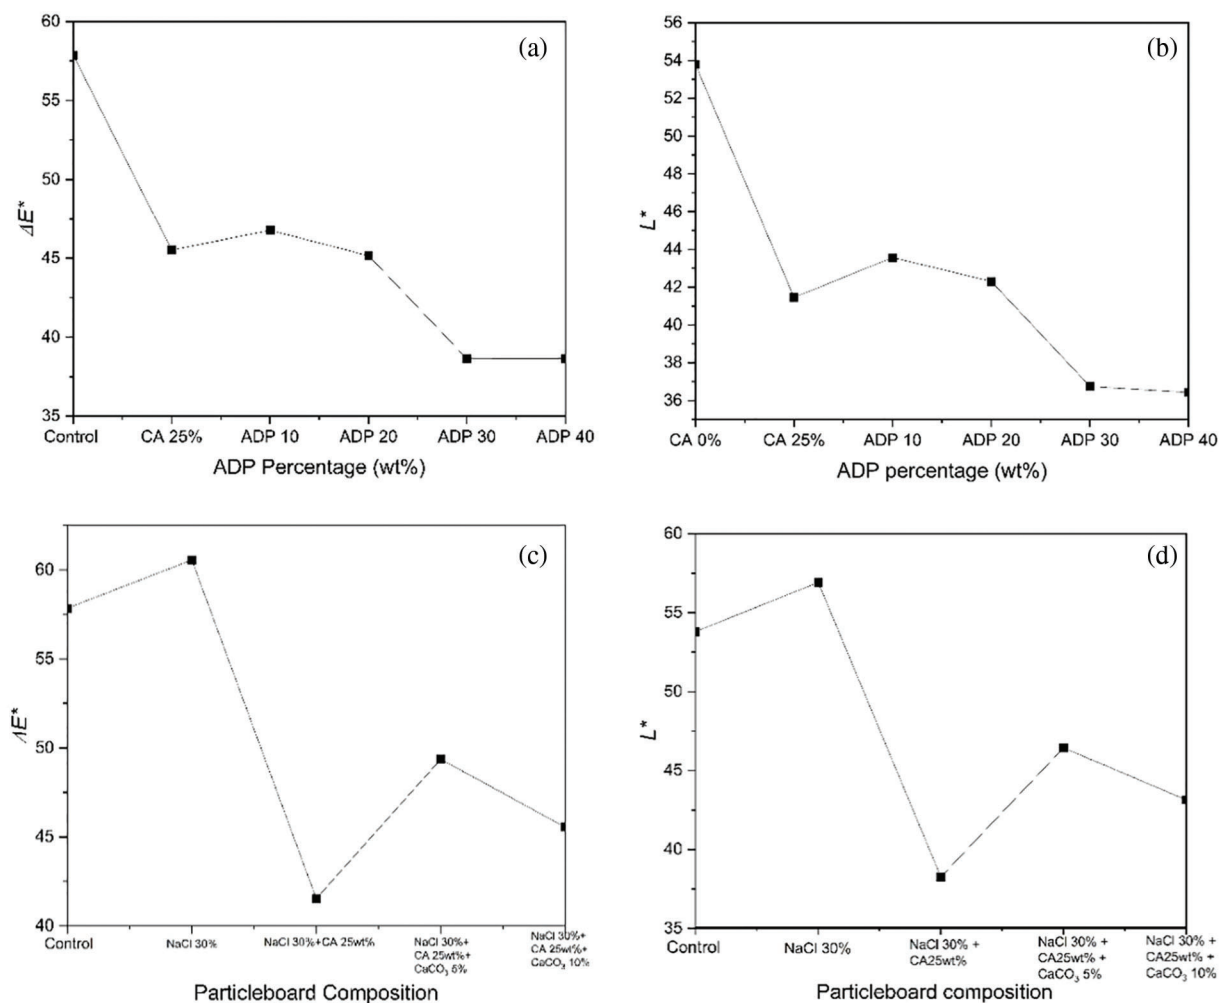 (a)
60
55
50
45
40
35
ΔE*
Control CA 25% ADP 10 ADP 20 ADP 30 ADP 40
ADP Percentage (wt%)
(b)
56
54
52
50
48
46
44
42
40
38
36
L*
CA 0% CA 25% ADP 10 ADP 20 ADP 30 ADP 40
ADP percentage (wt%)
(c)
60
55
50
45
40
ΔE*
Control
NaCl 30%
NaCl 30%+CA 25wt%
NaCl 30%+
CA 25wt%+
CaCO₃ 5%
NaCl 30%+
CA 25wt%+
CaCO₃ 10%
Particleboard Composition
(d)
60
55
50
45
40
35
L*
Control
NaCl 30%
NaCl 30% +
CA25wt%
NaCl 30% +
CA25wt% +
CaCO₃ 5%
NaCl 30% +
CA25wt% +
CaCO₃ 10%
Particleboard composition